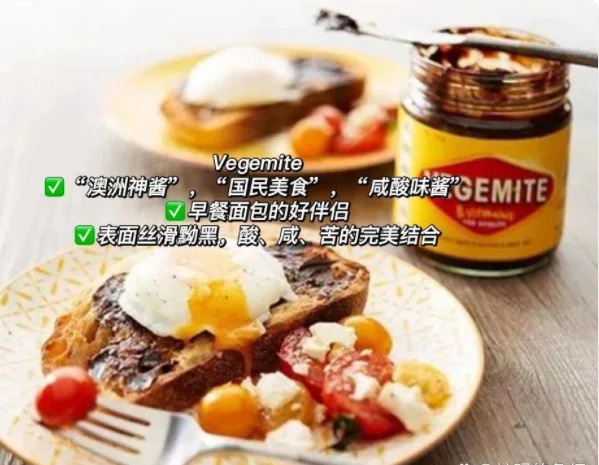 Vegemite
✅“澳洲神酱”，“国民美食”，“咸酸味酱”
✅早餐面包的好伴侣
✅表面丝滑黝黑，酸、咸、苦的完美结合
VEGEMITE
B VITAMINS